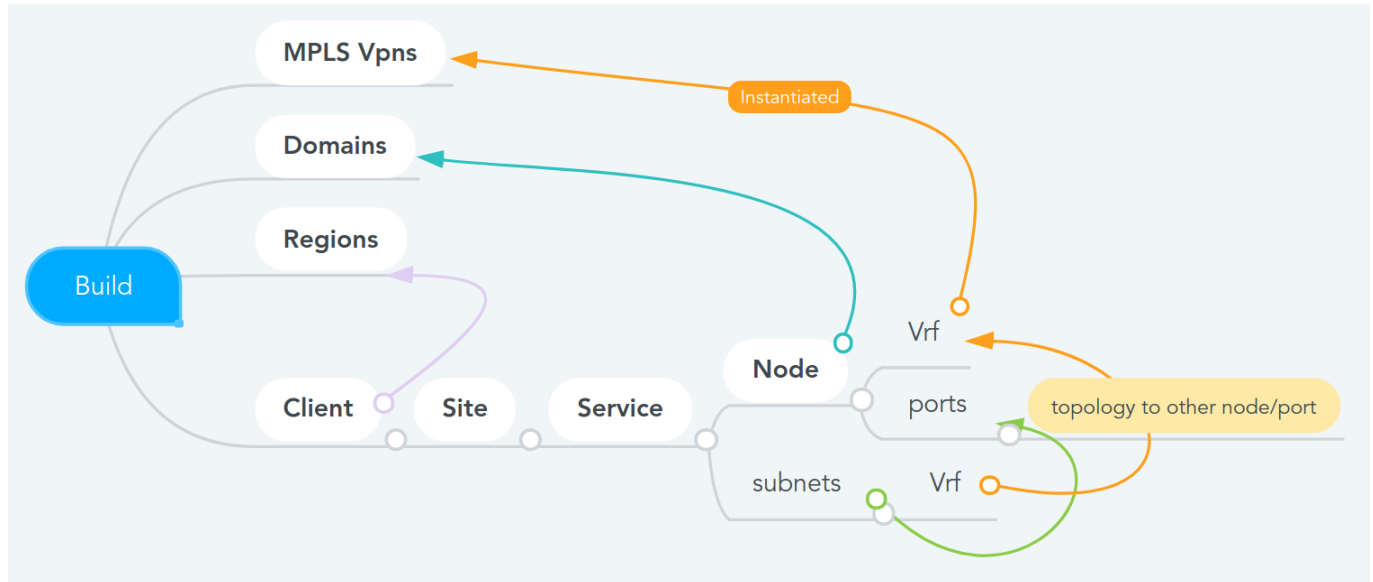 MPLS Vpns
Instantiated
Domains
Regions
Build
Vrf
Node
Client
Site
Service
ports
topology to other node/port
subnets
Vrf